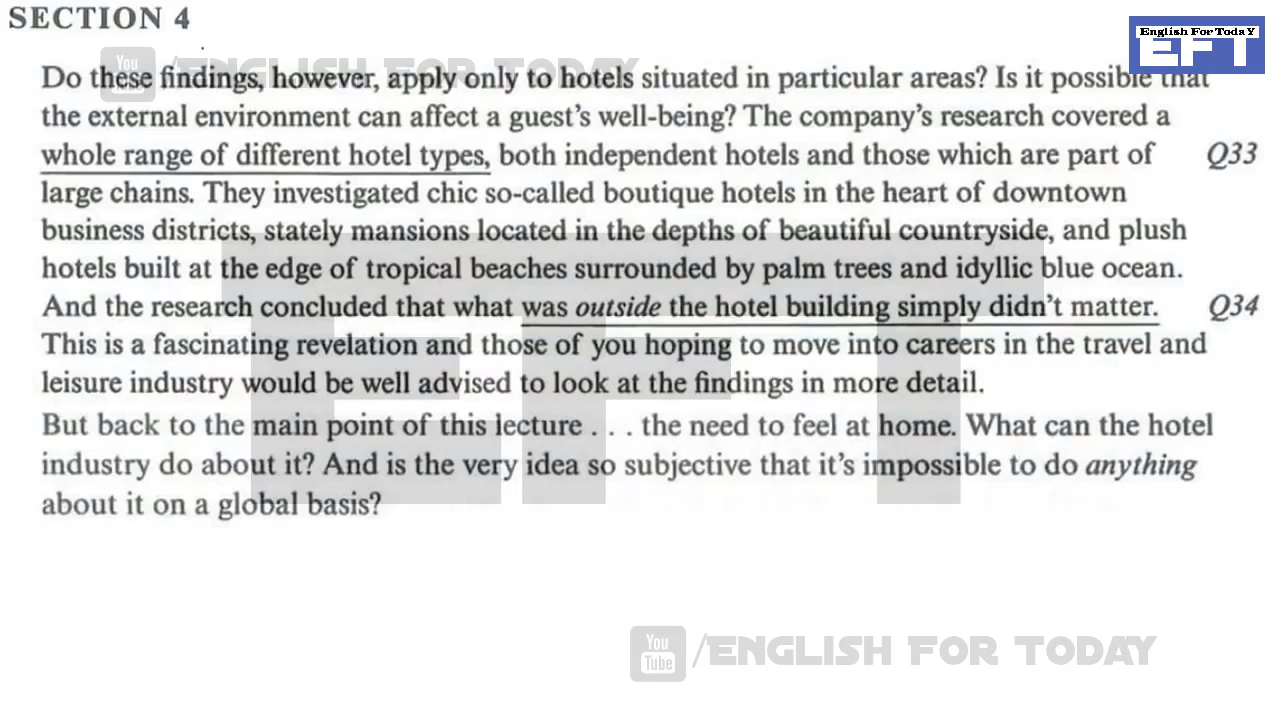 SECTION 4
English For TodaY
EFT
You Tube /ENGLISH FOR TODAY
Do these findings, however, apply only to hotels situated in particular areas? Is it possible that
the external environment can affect a guest's well-being? The company's research covered a
whole range of different hotel types, both independent hotels and those which are part of Q33
large chains. They investigated chic so-called boutique hotels in the heart of downtown
business districts, stately mansions located in the depths of beautiful countryside, and plush
hotels built at the edge of tropical beaches surrounded by palm trees and idyllic blue ocean.
And the research concluded that what was outside the hotel building simply didn't matter. Q34
This is a fascinating revelation and those of you hoping to move into careers in the travel and
leisure industry would be well advised to look at the findings in more detail.
But back to the main point of this lecture . . . the need to feel at home. What can the hotel
industry do about it? And is the very idea so subjective that it's impossible to do anything
about it on a global basis?
EFT
You Tube /ENGLISH FOR TODAY